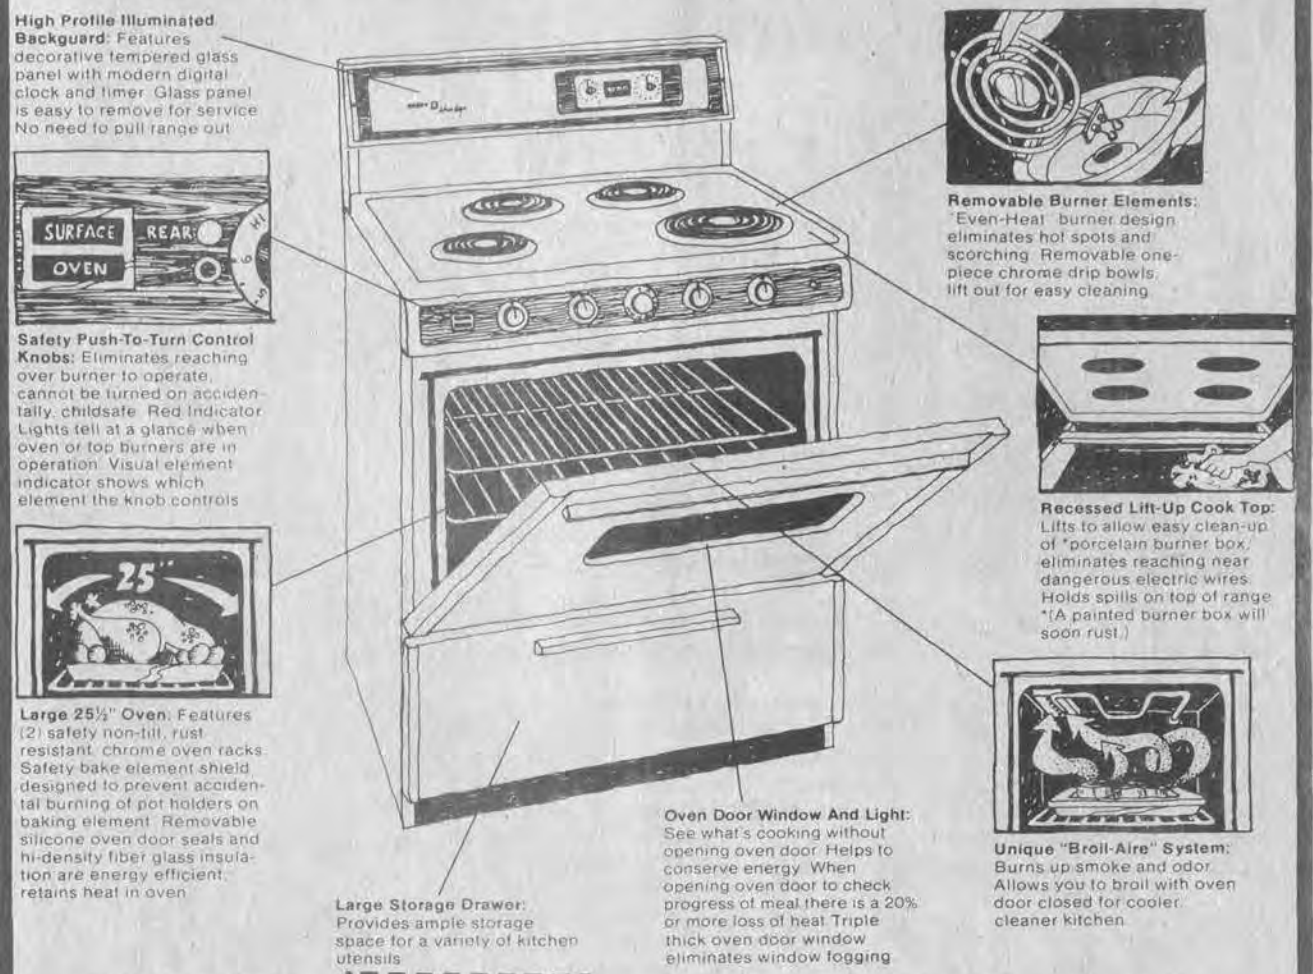 High Profile Illuminated
Backguard: Features
decorative tempered glass
panel with modern digital
clock and timer. Glass panel
is easy to remove for service
No need to pull range out
SURFACE
REAR
OVEN
HI
9
5
Safety Push-To-Turn Control
Knobs: Eliminates reaching
over burner to operate,
cannot be turned on acciden-
tally, childsafe. Red Indicator
Lights tell at a glance when
oven or top burners are in
operation. Visual element
indicator shows which
element the knob controls
25"
Large 25½" Oven: Features
(2) safety non-tilt, rust
resistant, chrome oven racks.
Safety bake element shield
designed to prevent acciden-
tal burning of pot holders on
baking element. Removable
silicone oven door seals and
hi-density fiber glass insula-
tion are energy efficient,
retains heat in oven
Large Storage Drawer:
Provides ample storage
space for a variety of kitchen
utensils
Oven Door Window And Light:
See what's cooking without
opening oven door. Helps to
conserve energy. When
opening oven door to check
progress of meal there is a 20%
or more loss of heat. Triple
thick oven door window
eliminates window fogging
Removable Burner Elements:
"Even-Heat" burner design
eliminates hot spots and
scorching. Removable one-
piece chrome drip bowls,
lift out for easy cleaning
Recessed Lift-Up Cook Top:
Lifts to allow easy clean-up
of *porcelain burner box,
eliminates reaching near
dangerous electric wires.
Holds spills on top of range
*(A painted burner box will
soon rust.)
Unique "Broil-Aire" System:
Burns up smoke and odor.
Allows you to broil with oven
door closed for cooler,
cleaner kitchen